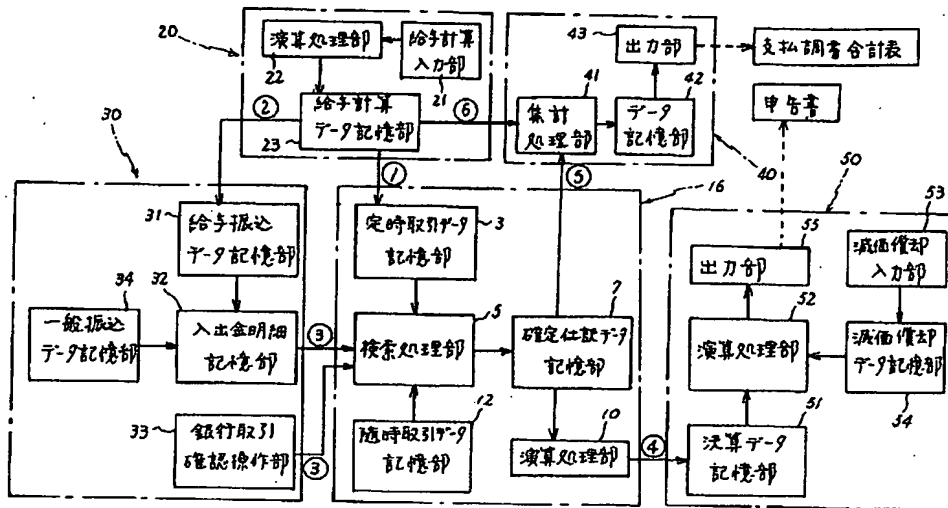 20
演算処理部
22
給与計算
入力部
21
②
給与計算
データ記憶部
23
⑥
①
43
出力部
支払調書合計表
41
集計
処理部
42
データ
記憶部
40
⑤
申告書
30
31
給与振込
データ記憶部
34
一般振込
データ記憶部
32
入出金明細
記憶部
③
33
銀行取引
確認操作部
③
16
定時取引データ
記憶部
3
5
検索処理部
7
確定仕訳データ
記憶部
12
随時取引データ
記憶部
10
演算処理部
④
50
53
減価償却
入力部
55
出力部
52
演算処理部
減価償却
データ記憶部
54
51
決算データ
記憶部